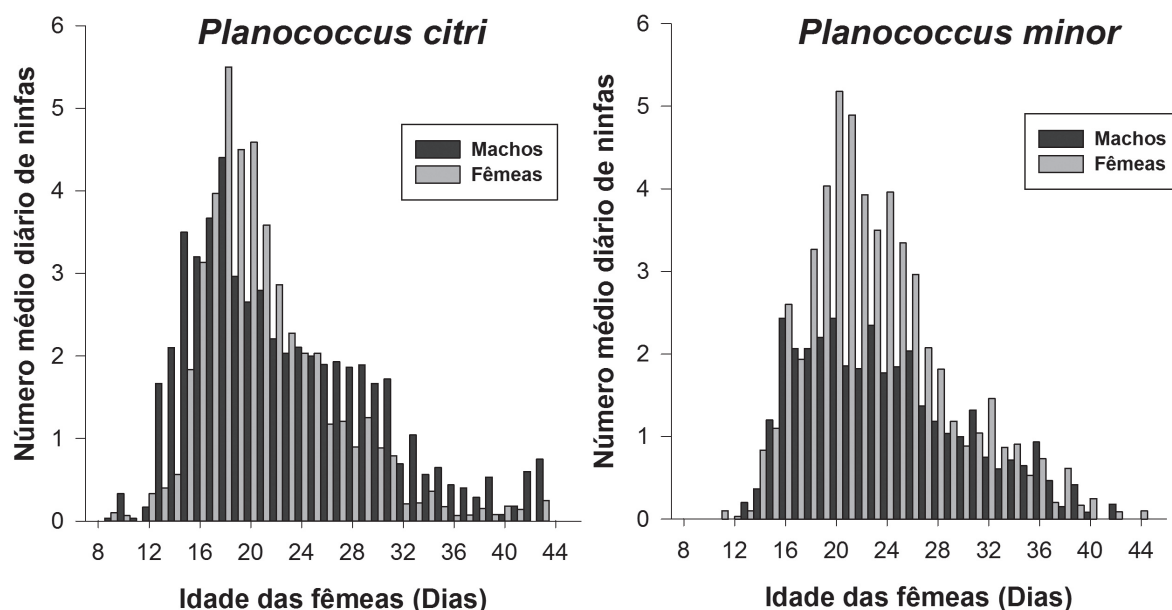 Planococcus citri
Número médio diário de ninfas
6
5
4
3
2
1
0
Machos
Fêmeas
8 12 16 20 24 28 32 36 40 44
Idade das fêmeas (Dias)
Planococcus minor
Número médio diário de ninfas
6
5
4
3
2
1
0
Machos
Fêmeas
8 12 16 20 24 28 32 36 40 44
Idade das fêmeas (Dias)